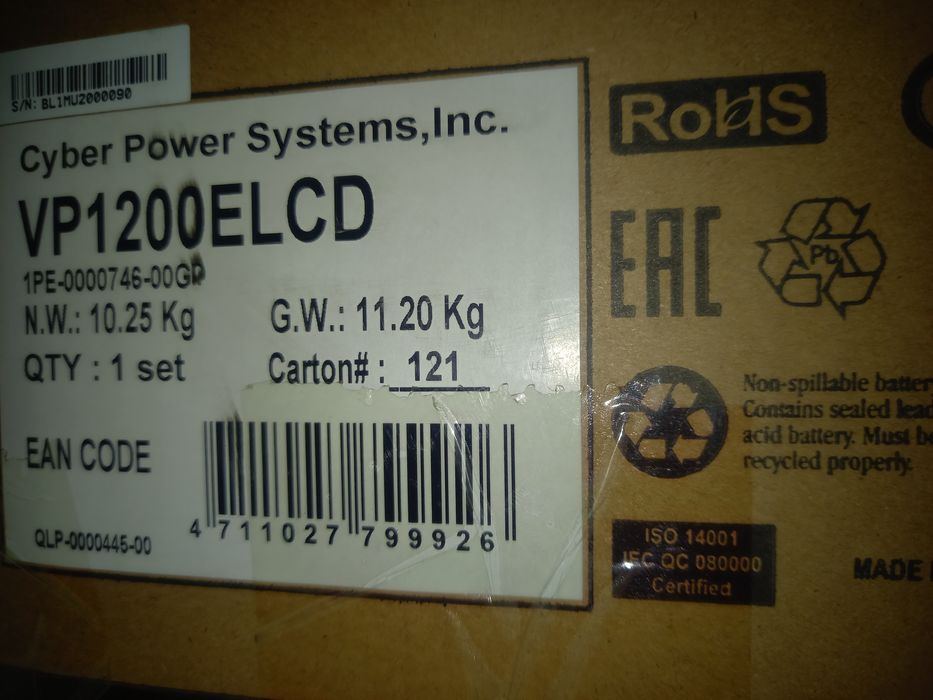 S/N: BL1MU2000090
Cyber Power Systems,Inc.
VP1200ELCD
1PE-0000746-00GP
N.W.: 10.25 Kg G.W.: 11.20 Kg
QTY : 1 set Carton# : 121
EAN CODE
4 711027 799926
QLP-0000445-00
RoHS
EAC
Pb
Non-spillable batter
Contains sealed lead
acid battery. Must be
recycled properly.
ISO 14001
IEC QC 080000
Certified
MADE